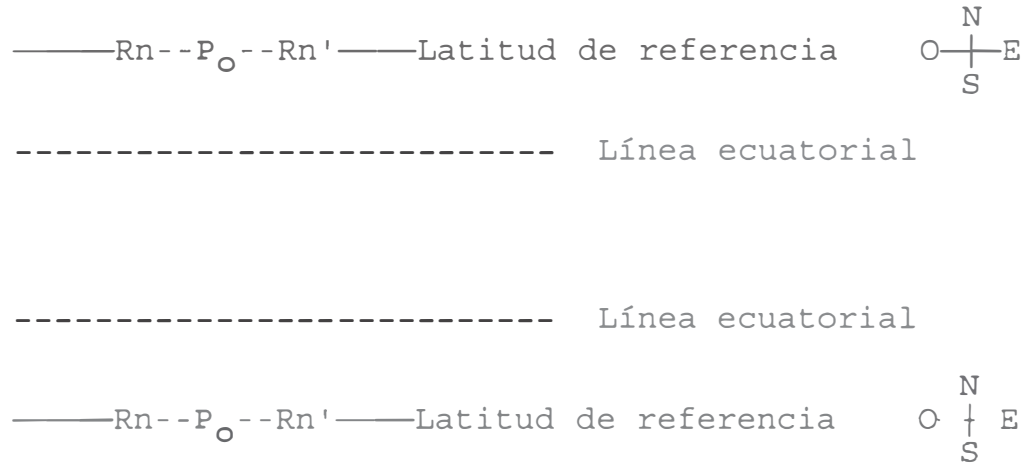 N
———Rn--Po--Rn'———Latitud de referencia O E
S
--------------------------- Línea ecuatorial
--------------------------- Línea ecuatorial
N
———Rn--Po--Rn'———Latitud de referencia O E
S